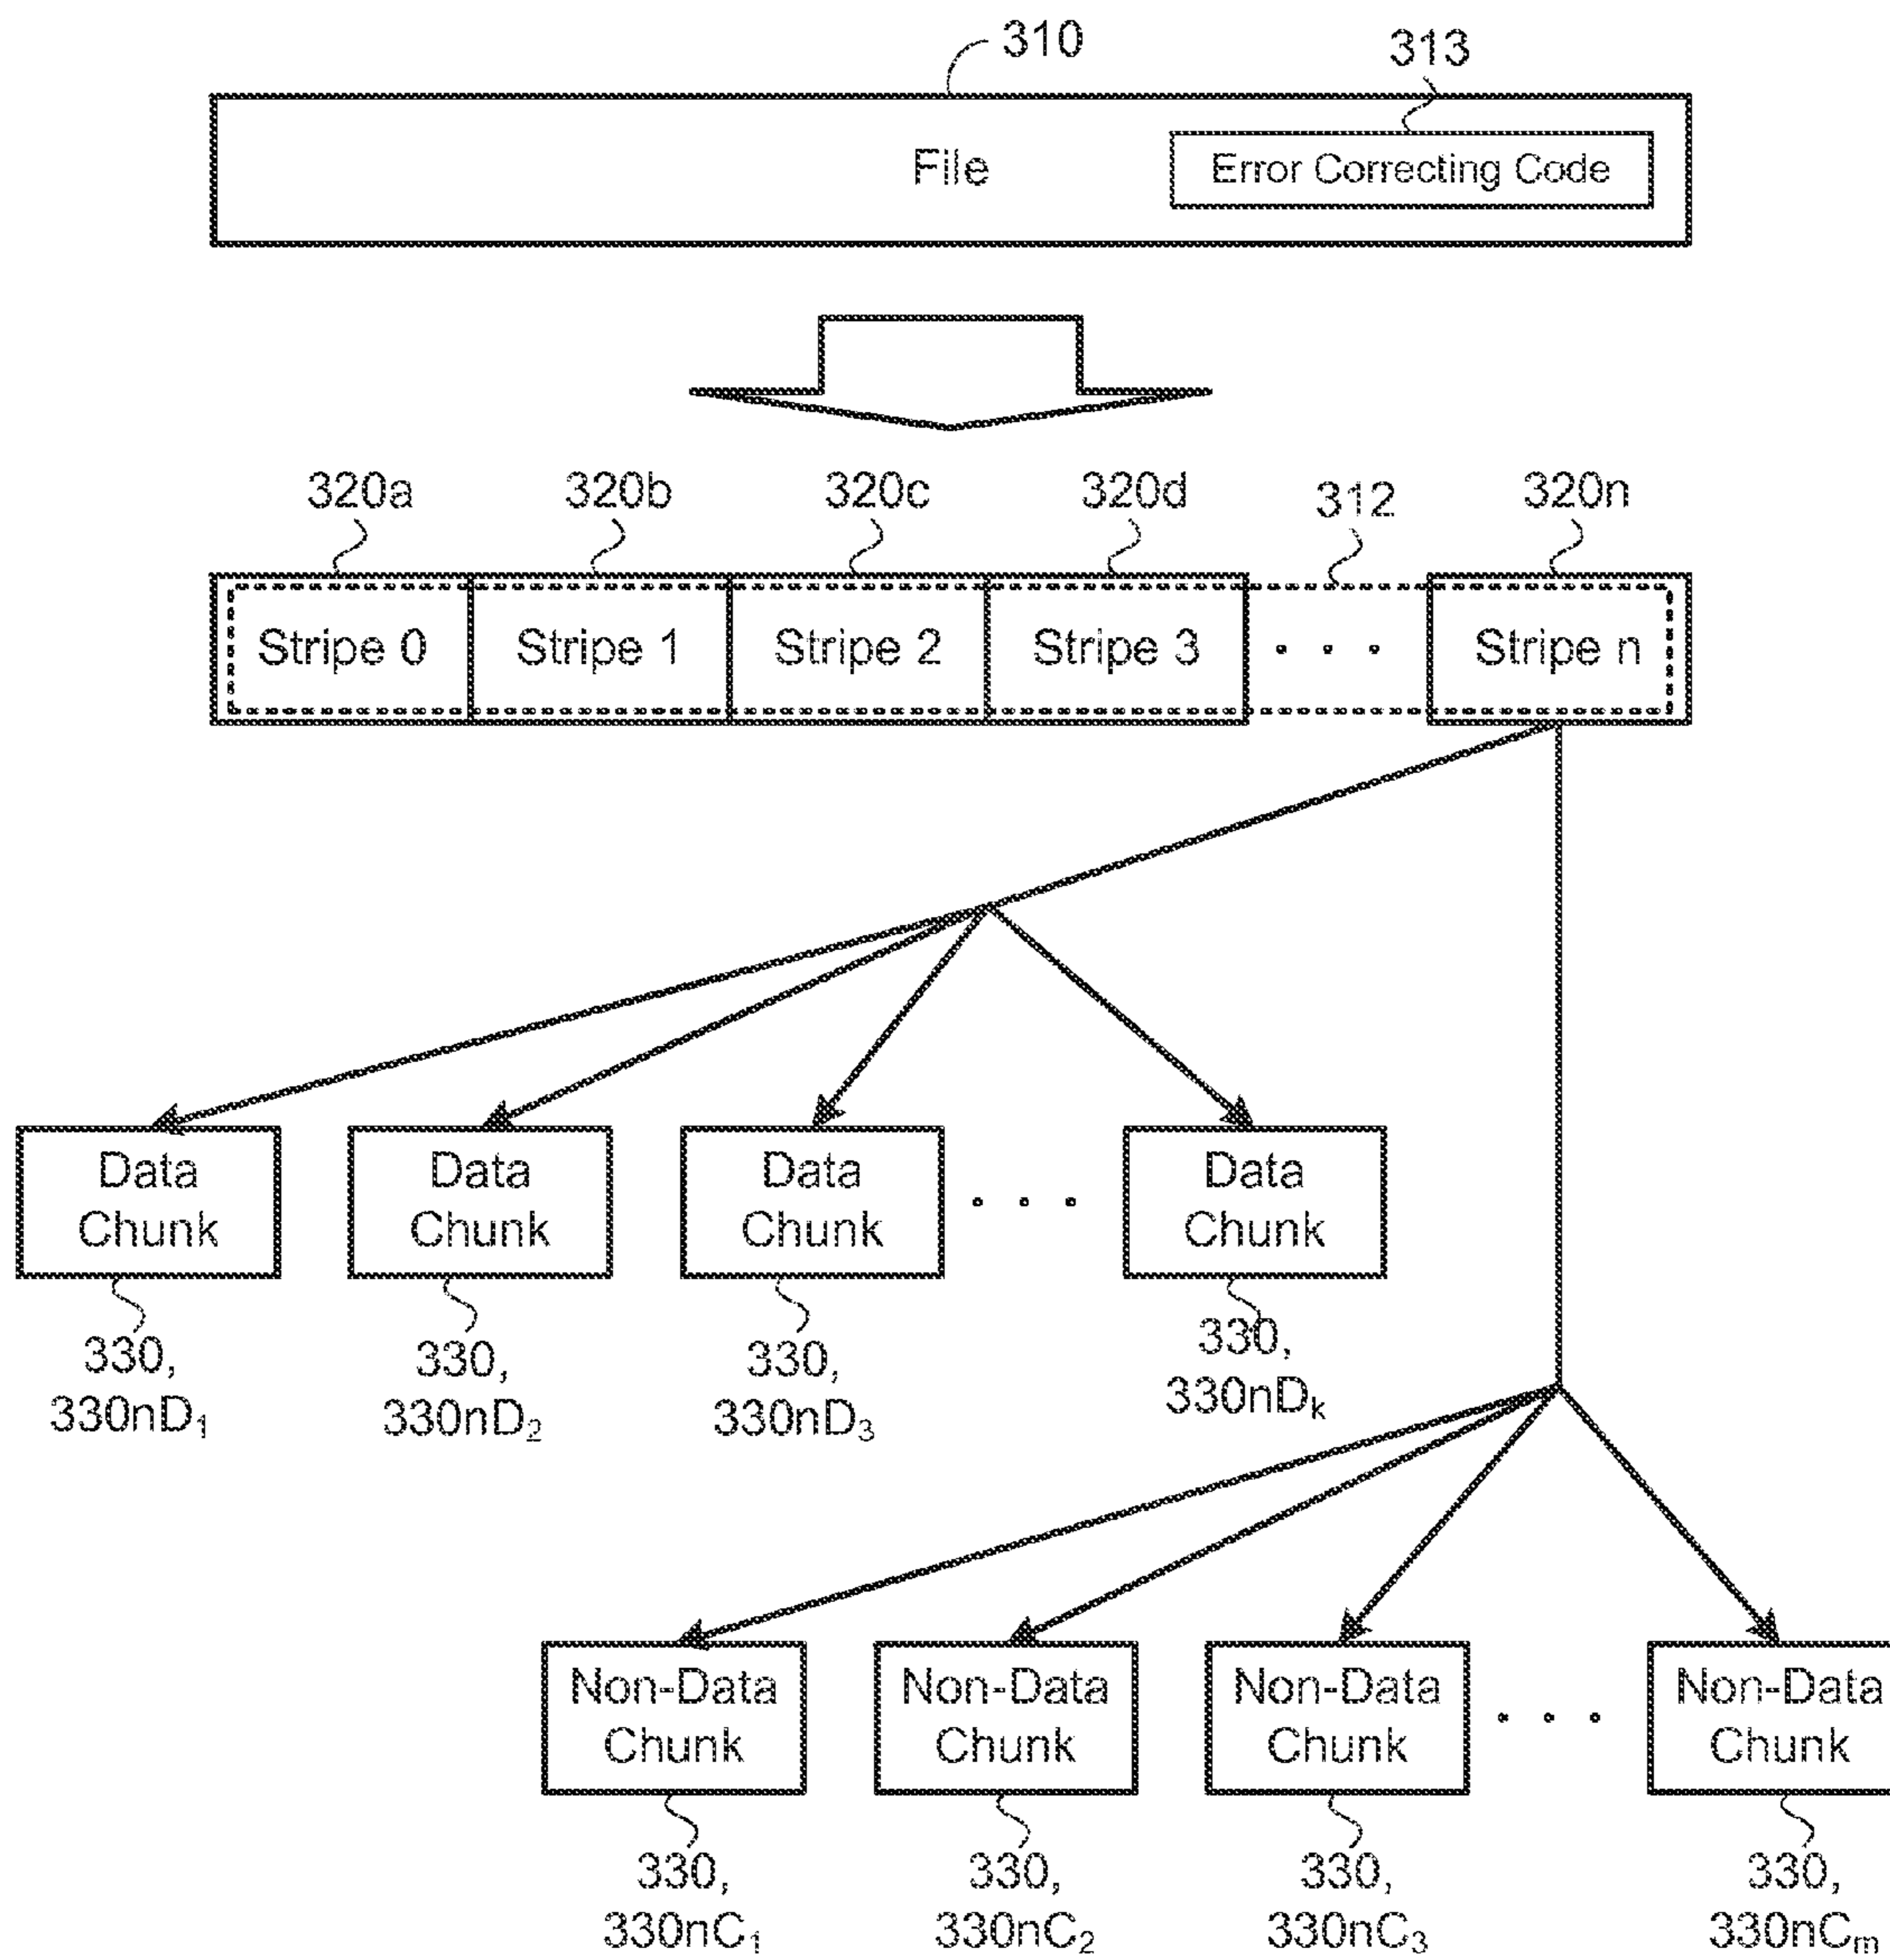 310
313
File
Error Correcting Code
320a 320b 320c 320d 312 320n
Stripe 0 Stripe 1 Stripe 2 Stripe 3 . . . Stripe n
Data Chunk
Data Chunk
Data Chunk
. . .
Data Chunk
330,
330nD₁
330,
330nD₂
330,
330nD₃
330,
330nDₖ
Non-Data Chunk
Non-Data Chunk
Non-Data Chunk
. . .
Non-Data Chunk
330,
330nC₁
330,
330nC₂
330,
330nC₃
330,
330nCₘ